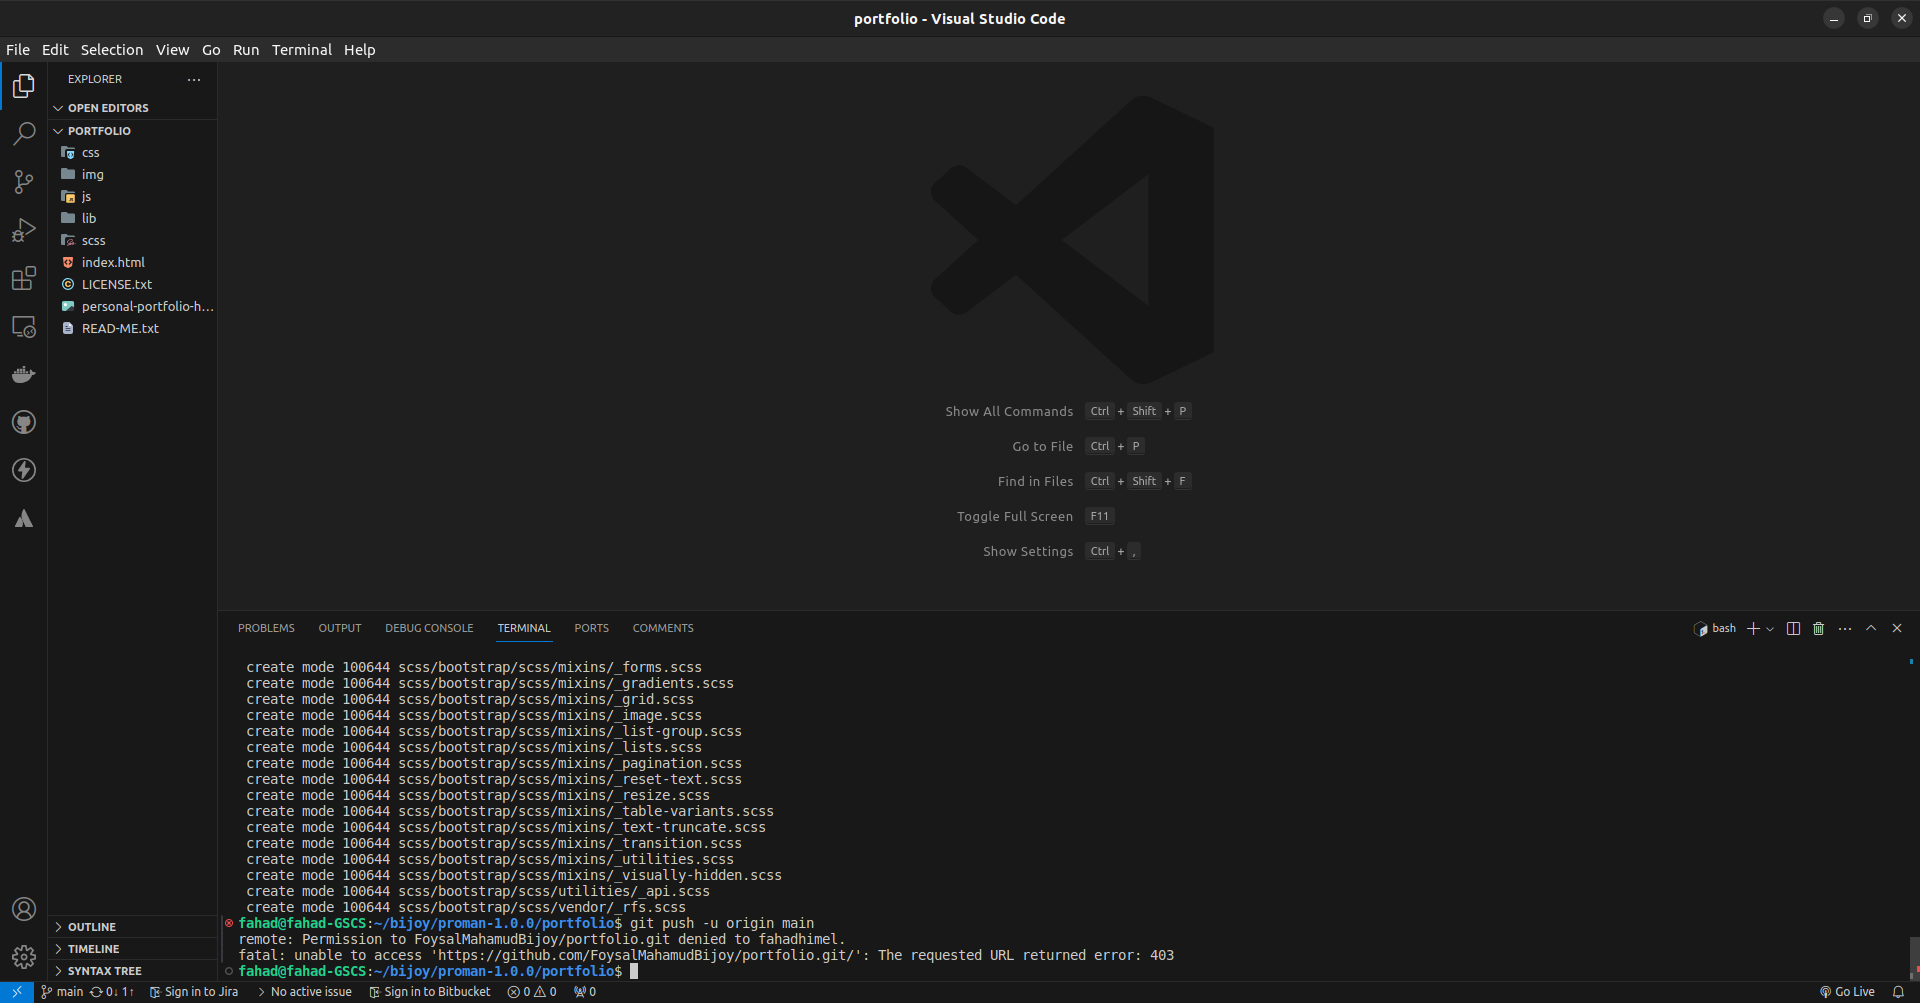 portfolio - Visual Studio Code
File Edit Selection View Go Run Terminal Help
EXPLORER
OPEN EDITORS
PORTFOLIO
css
img
js
lib
scss
index.html
LICENSE.txt
personal-portfolio-h...
READ-ME.txt
OUTLINE
TIMELINE
SYNTAX TREE
Show All Commands Ctrl + Shift + P
Go to File Ctrl + P
Find in Files Ctrl + Shift + F
Toggle Full Screen F11
Show Settings Ctrl + ,
PROBLEMS OUTPUT DEBUG CONSOLE TERMINAL PORTS COMMENTS
bash
create mode 100644 scss/bootstrap/scss/mixins/_forms.scss
create mode 100644 scss/bootstrap/scss/mixins/_gradients.scss
create mode 100644 scss/bootstrap/scss/mixins/_grid.scss
create mode 100644 scss/bootstrap/scss/mixins/_image.scss
create mode 100644 scss/bootstrap/scss/mixins/_list-group.scss
create mode 100644 scss/bootstrap/scss/mixins/_lists.scss
create mode 100644 scss/bootstrap/scss/mixins/_pagination.scss
create mode 100644 scss/bootstrap/scss/mixins/_reset-text.scss
create mode 100644 scss/bootstrap/scss/mixins/_resize.scss
create mode 100644 scss/bootstrap/scss/mixins/_table-variants.scss
create mode 100644 scss/bootstrap/scss/mixins/_text-truncate.scss
create mode 100644 scss/bootstrap/scss/mixins/_transition.scss
create mode 100644 scss/bootstrap/scss/mixins/_utilities.scss
create mode 100644 scss/bootstrap/scss/mixins/_visually-hidden.scss
create mode 100644 scss/bootstrap/scss/utilities/_api.scss
create mode 100644 scss/bootstrap/scss/vendor/_rfs.scss
fahad@fahad-GSCS:~/bijoy/proman-1.0.0/portfolio$ git push -u origin main
remote: Permission to FoysalMahamudBijoy/portfolio.git denied to fahadhimel.
fatal: unable to access 'https://github.com/FoysalMahamudBijoy/portfolio.git/': The requested URL returned error: 403
fahad@fahad-GSCS:~/bijoy/proman-1.0.0/portfolio$
main 0↓ 1↑ Sign in to Jira No active issue Sign in to Bitbucket 0 0 0 Go Live